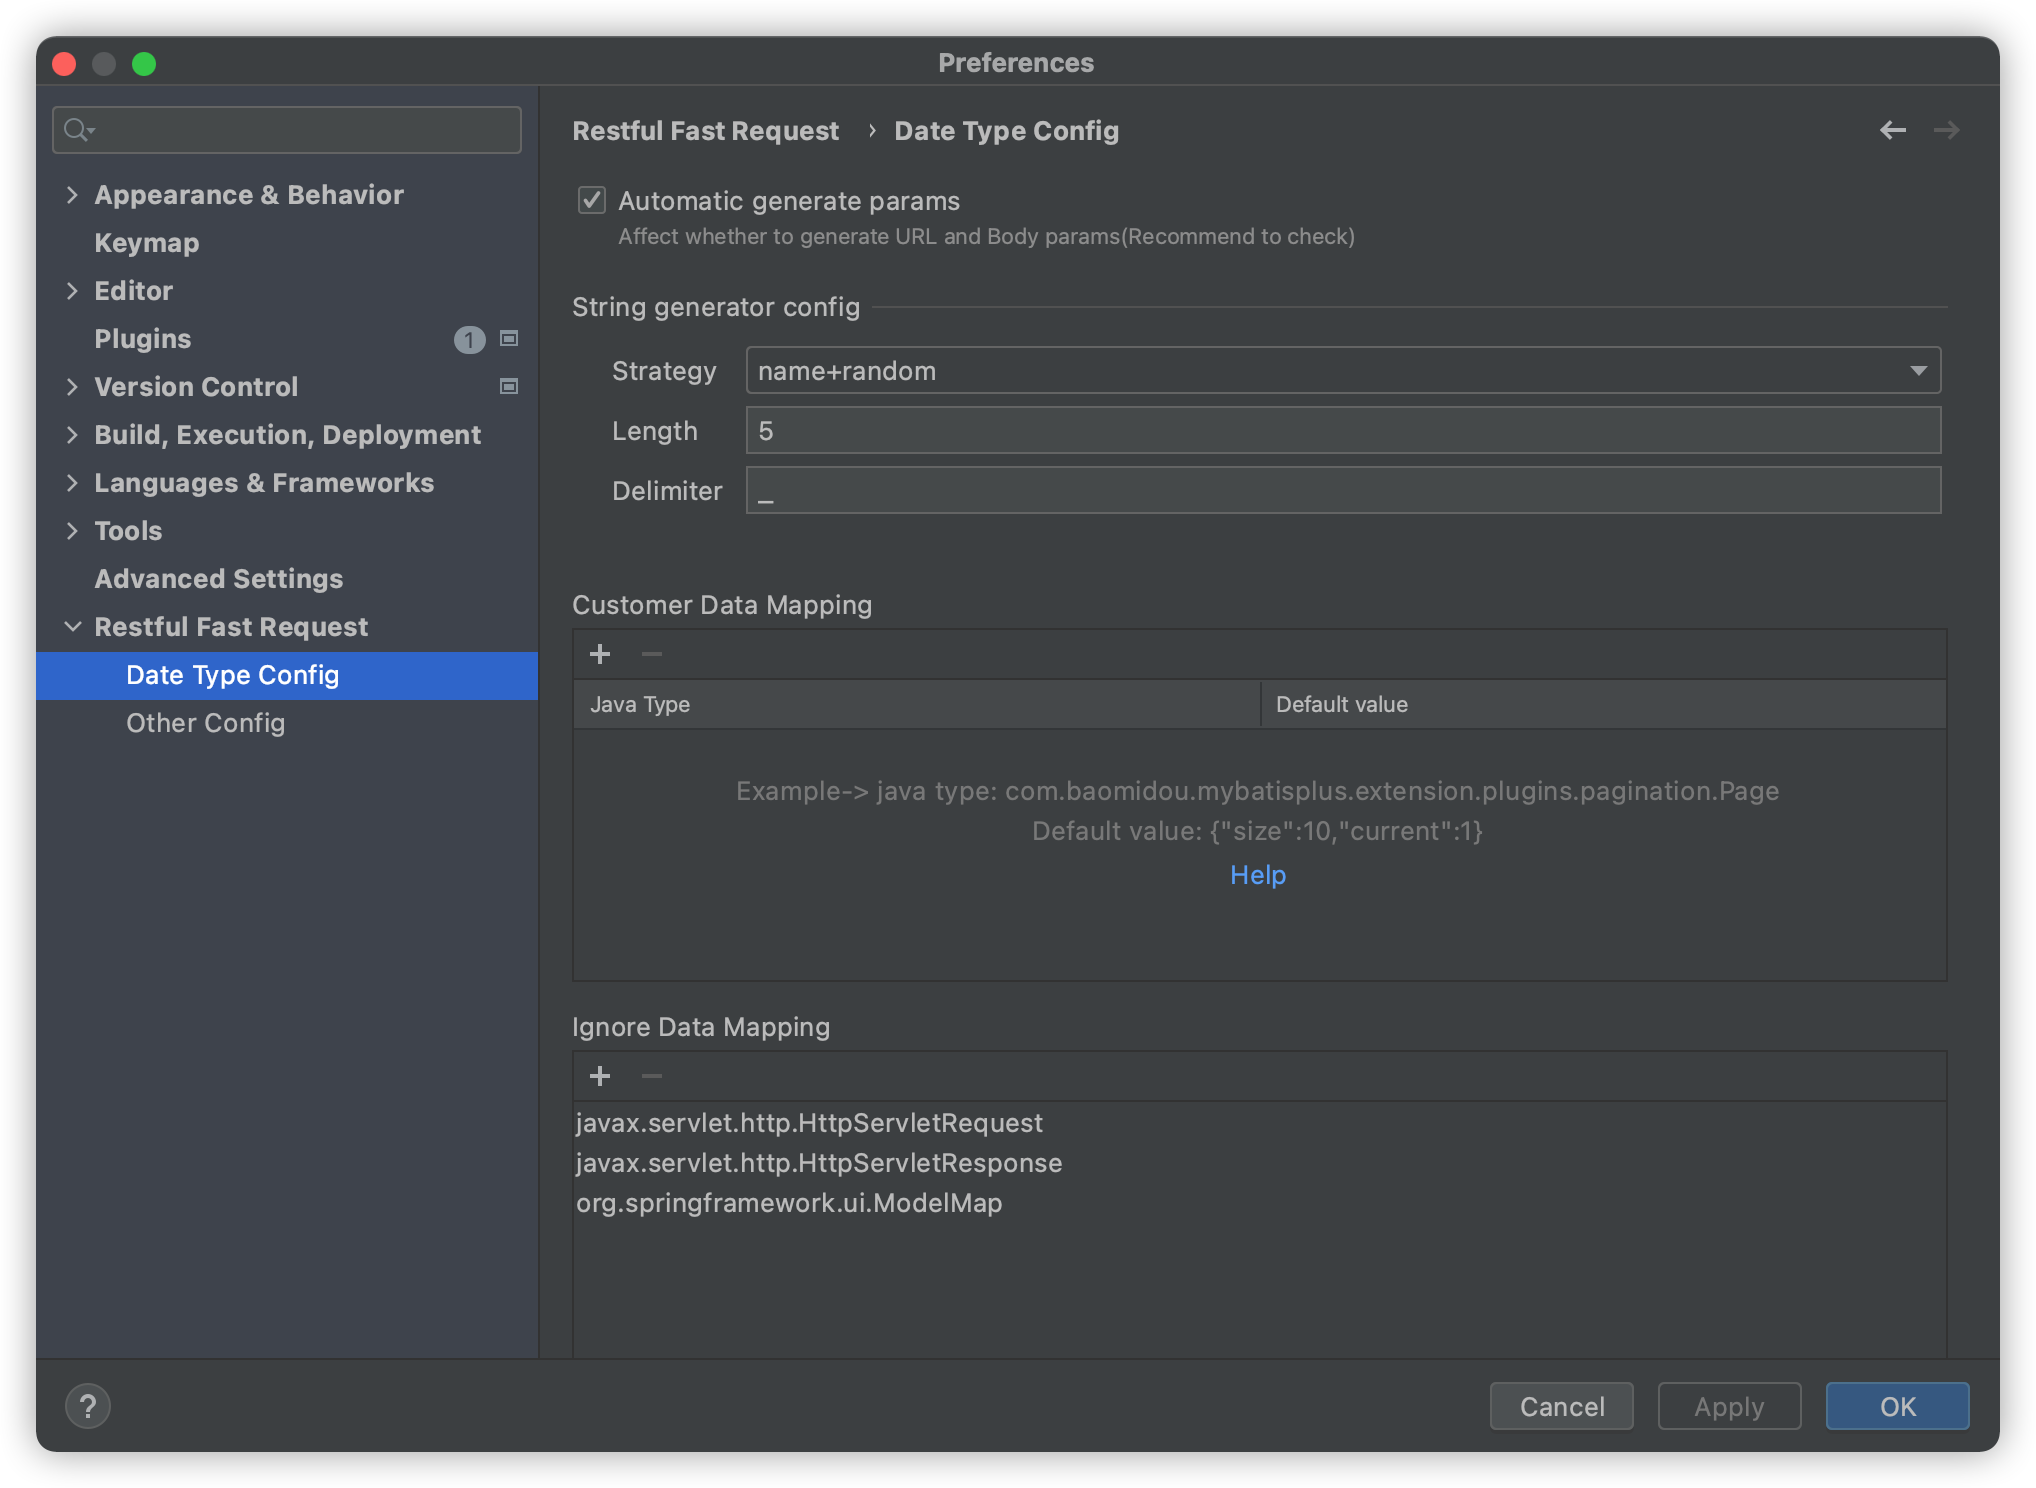 Preferences
Appearance & Behavior
Keymap
Editor
Plugins 1
Version Control
Build, Execution, Deployment
Languages & Frameworks
Tools
Advanced Settings
Restful Fast Request
Date Type Config
Other Config
Restful Fast Request › Date Type Config
Automatic generate params
Affect whether to generate URL and Body params(Recommend to check)
String generator config
Strategy name+random
Length 5
Delimiter _
Customer Data Mapping
Java Type Default value
Example-> java type: com.baomidou.mybatisplus.extension.plugins.pagination.Page
Default value: {"size":10,"current":1}
Help
Ignore Data Mapping
javax.servlet.http.HttpServletRequest
javax.servlet.http.HttpServletResponse
org.springframework.ui.ModelMap
? Cancel Apply OK